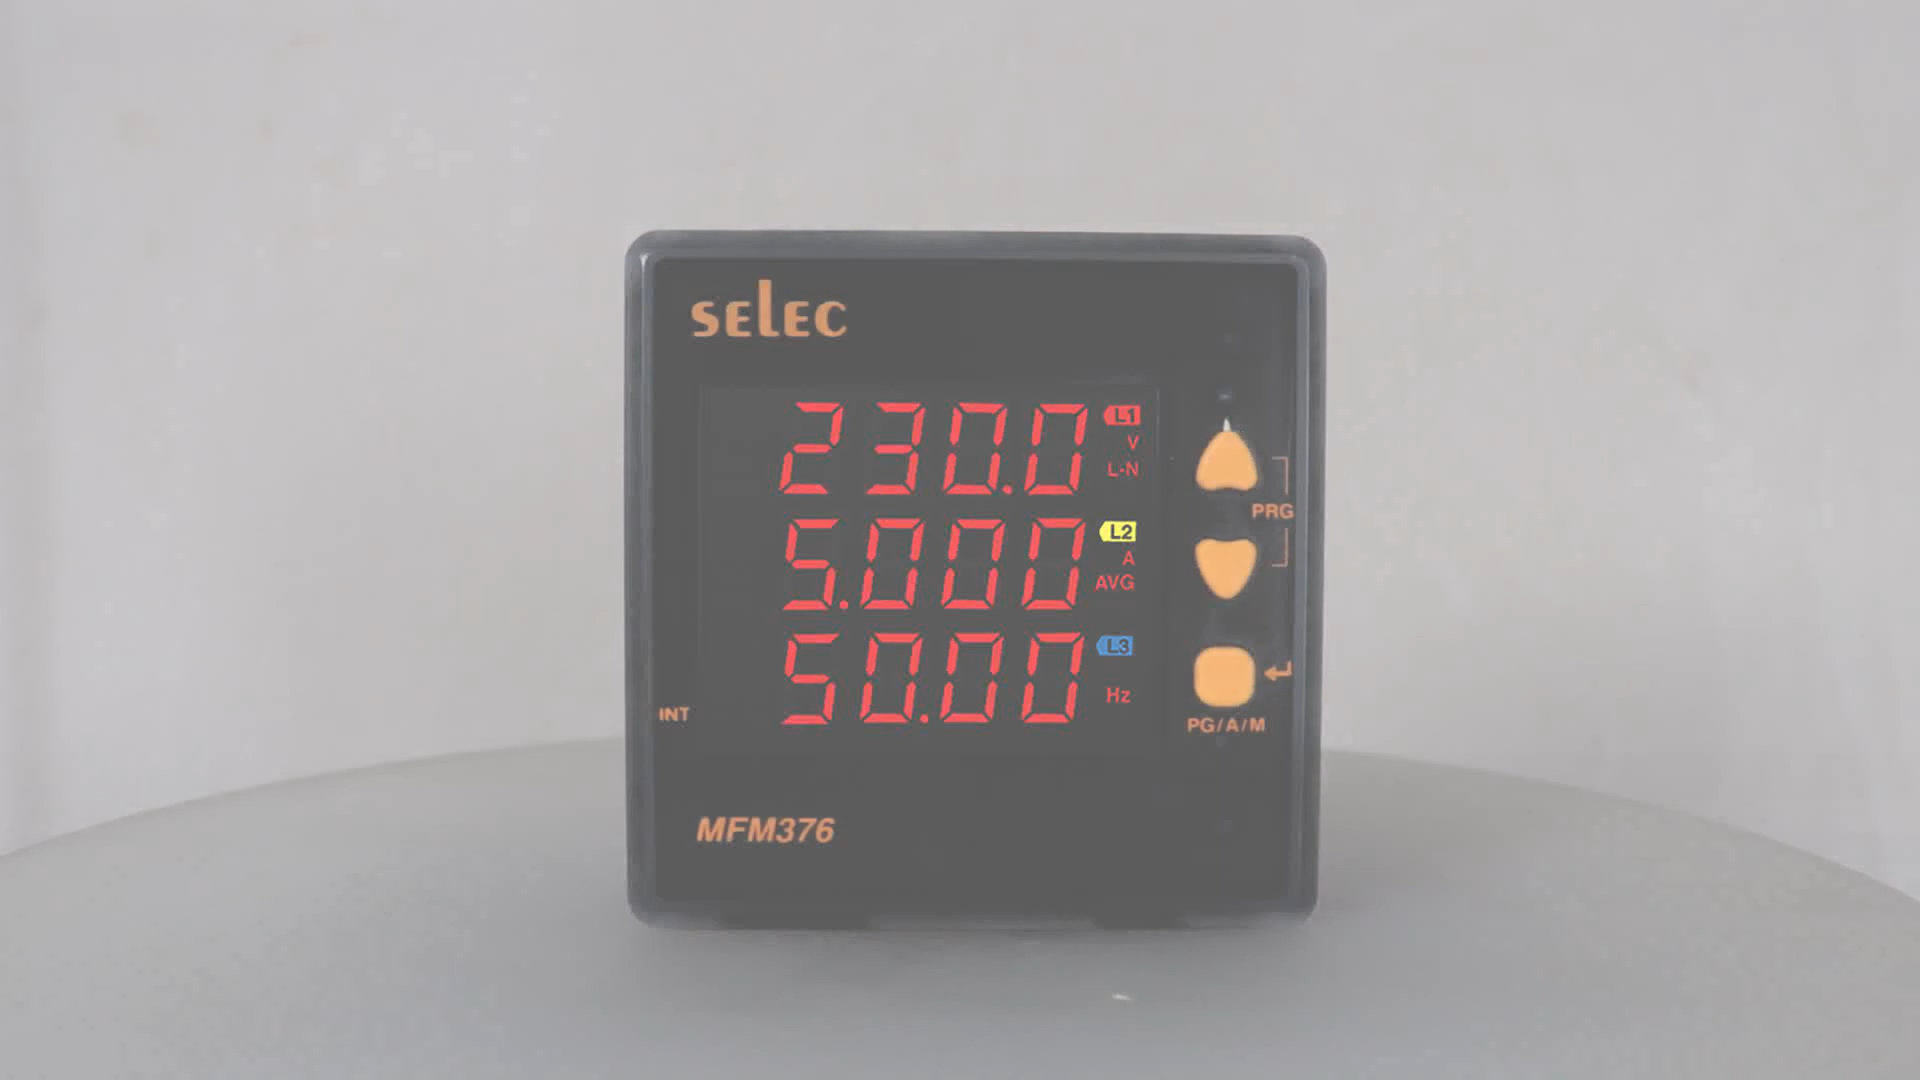 selec
230.0 L1
V
L-N
5.000 L2
A
AVG
50.00 L3
Hz
PRG
INT
PG/A/M
MFM376